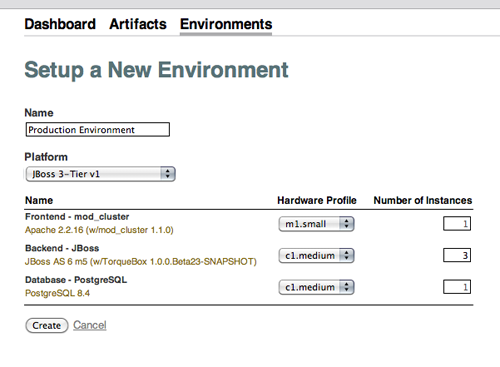 Dashboard Artifacts Environments
Setup a New Environment
Name
Production Environment
Platform
JBoss 3-Tier v1
Name Hardware Profile Number of Instances
Frontend - mod_cluster m1.small 1
Apache 2.2.16 (w/mod_cluster 1.1.0)
Backend - JBoss c1.medium 3
JBoss AS 6 m5 (w/TorqueBox 1.0.0.Beta23-SNAPSHOT)
Database - PostgreSQL c1.medium 1
PostgreSQL 8.4
Create Cancel